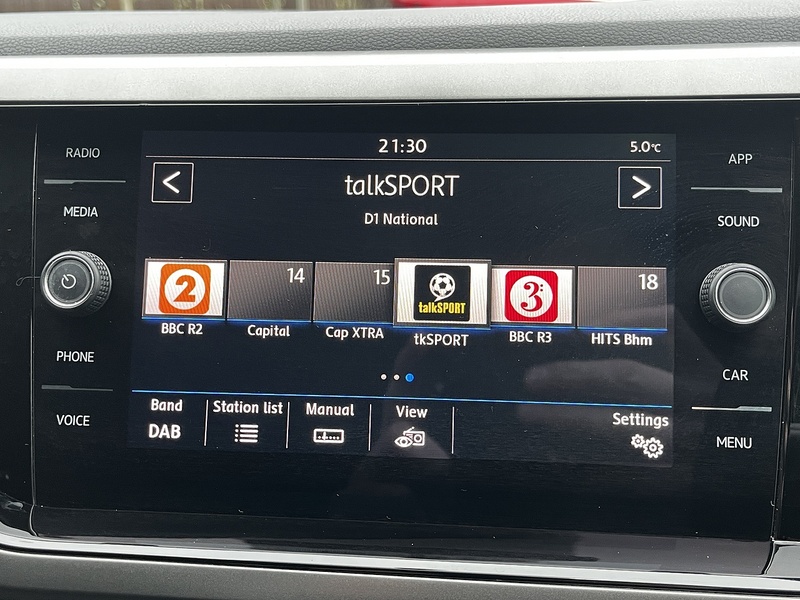 RADIO
MEDIA
PHONE
VOICE
21:30
5.0°C
<
talkSPORT
>
D1 National
2
14
15
talkSPORT
3
18
BBC R2
Capital
Cap XTRA
tkSPORT
BBC R3
HITS Bhm
Band
Station list
Manual
View
Settings
DAB
APP
SOUND
CAR
MENU